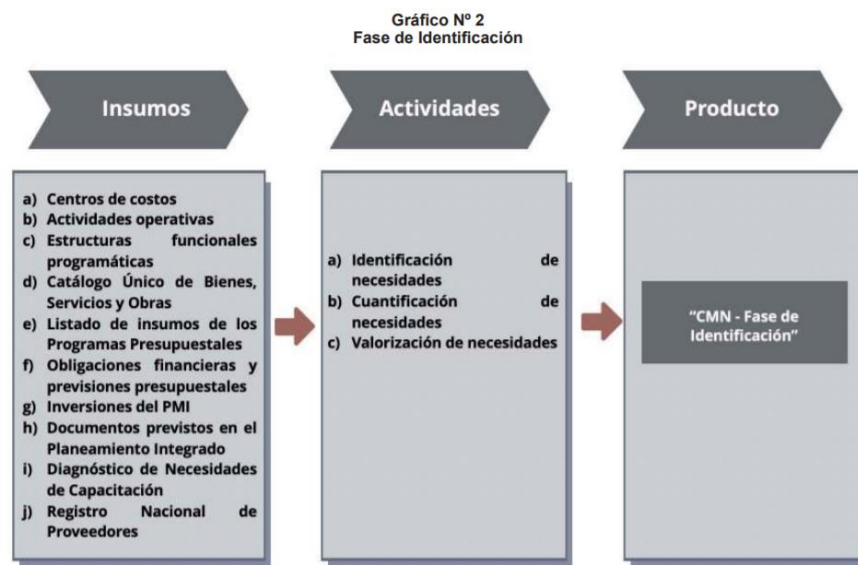 Gráfico Nº 2
Fase de Identificación
Insumos
Actividades
Producto
a) Centros de costos
b) Actividades operativas
c) Estructuras funcionales
programáticas
d) Catálogo Único de Bienes,
Servicios y Obras
e) Listado de insumos de los
Programas Presupuestales
f) Obligaciones financieras y
previsiones presupuestales
g) Inversiones del PMI
h) Documentos previstos en el
Planeamiento Integrado
i) Diagnóstico de Necesidades
de Capacitación
j) Registro Nacional de
Proveedores
a) Identificación de
necesidades
b) Cuantificación de
necesidades
c) Valorización de necesidades
“CMN - Fase de
Identificación”